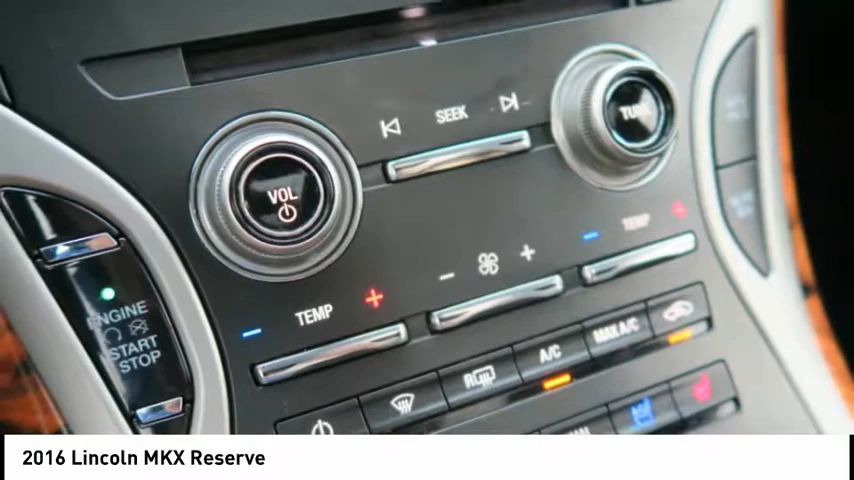 SEEK
TUNE
VOL
TEMP
TEMP
ENGINE
START
STOP
R
A/C
MAX A/C
2016 Lincoln MKX Reserve